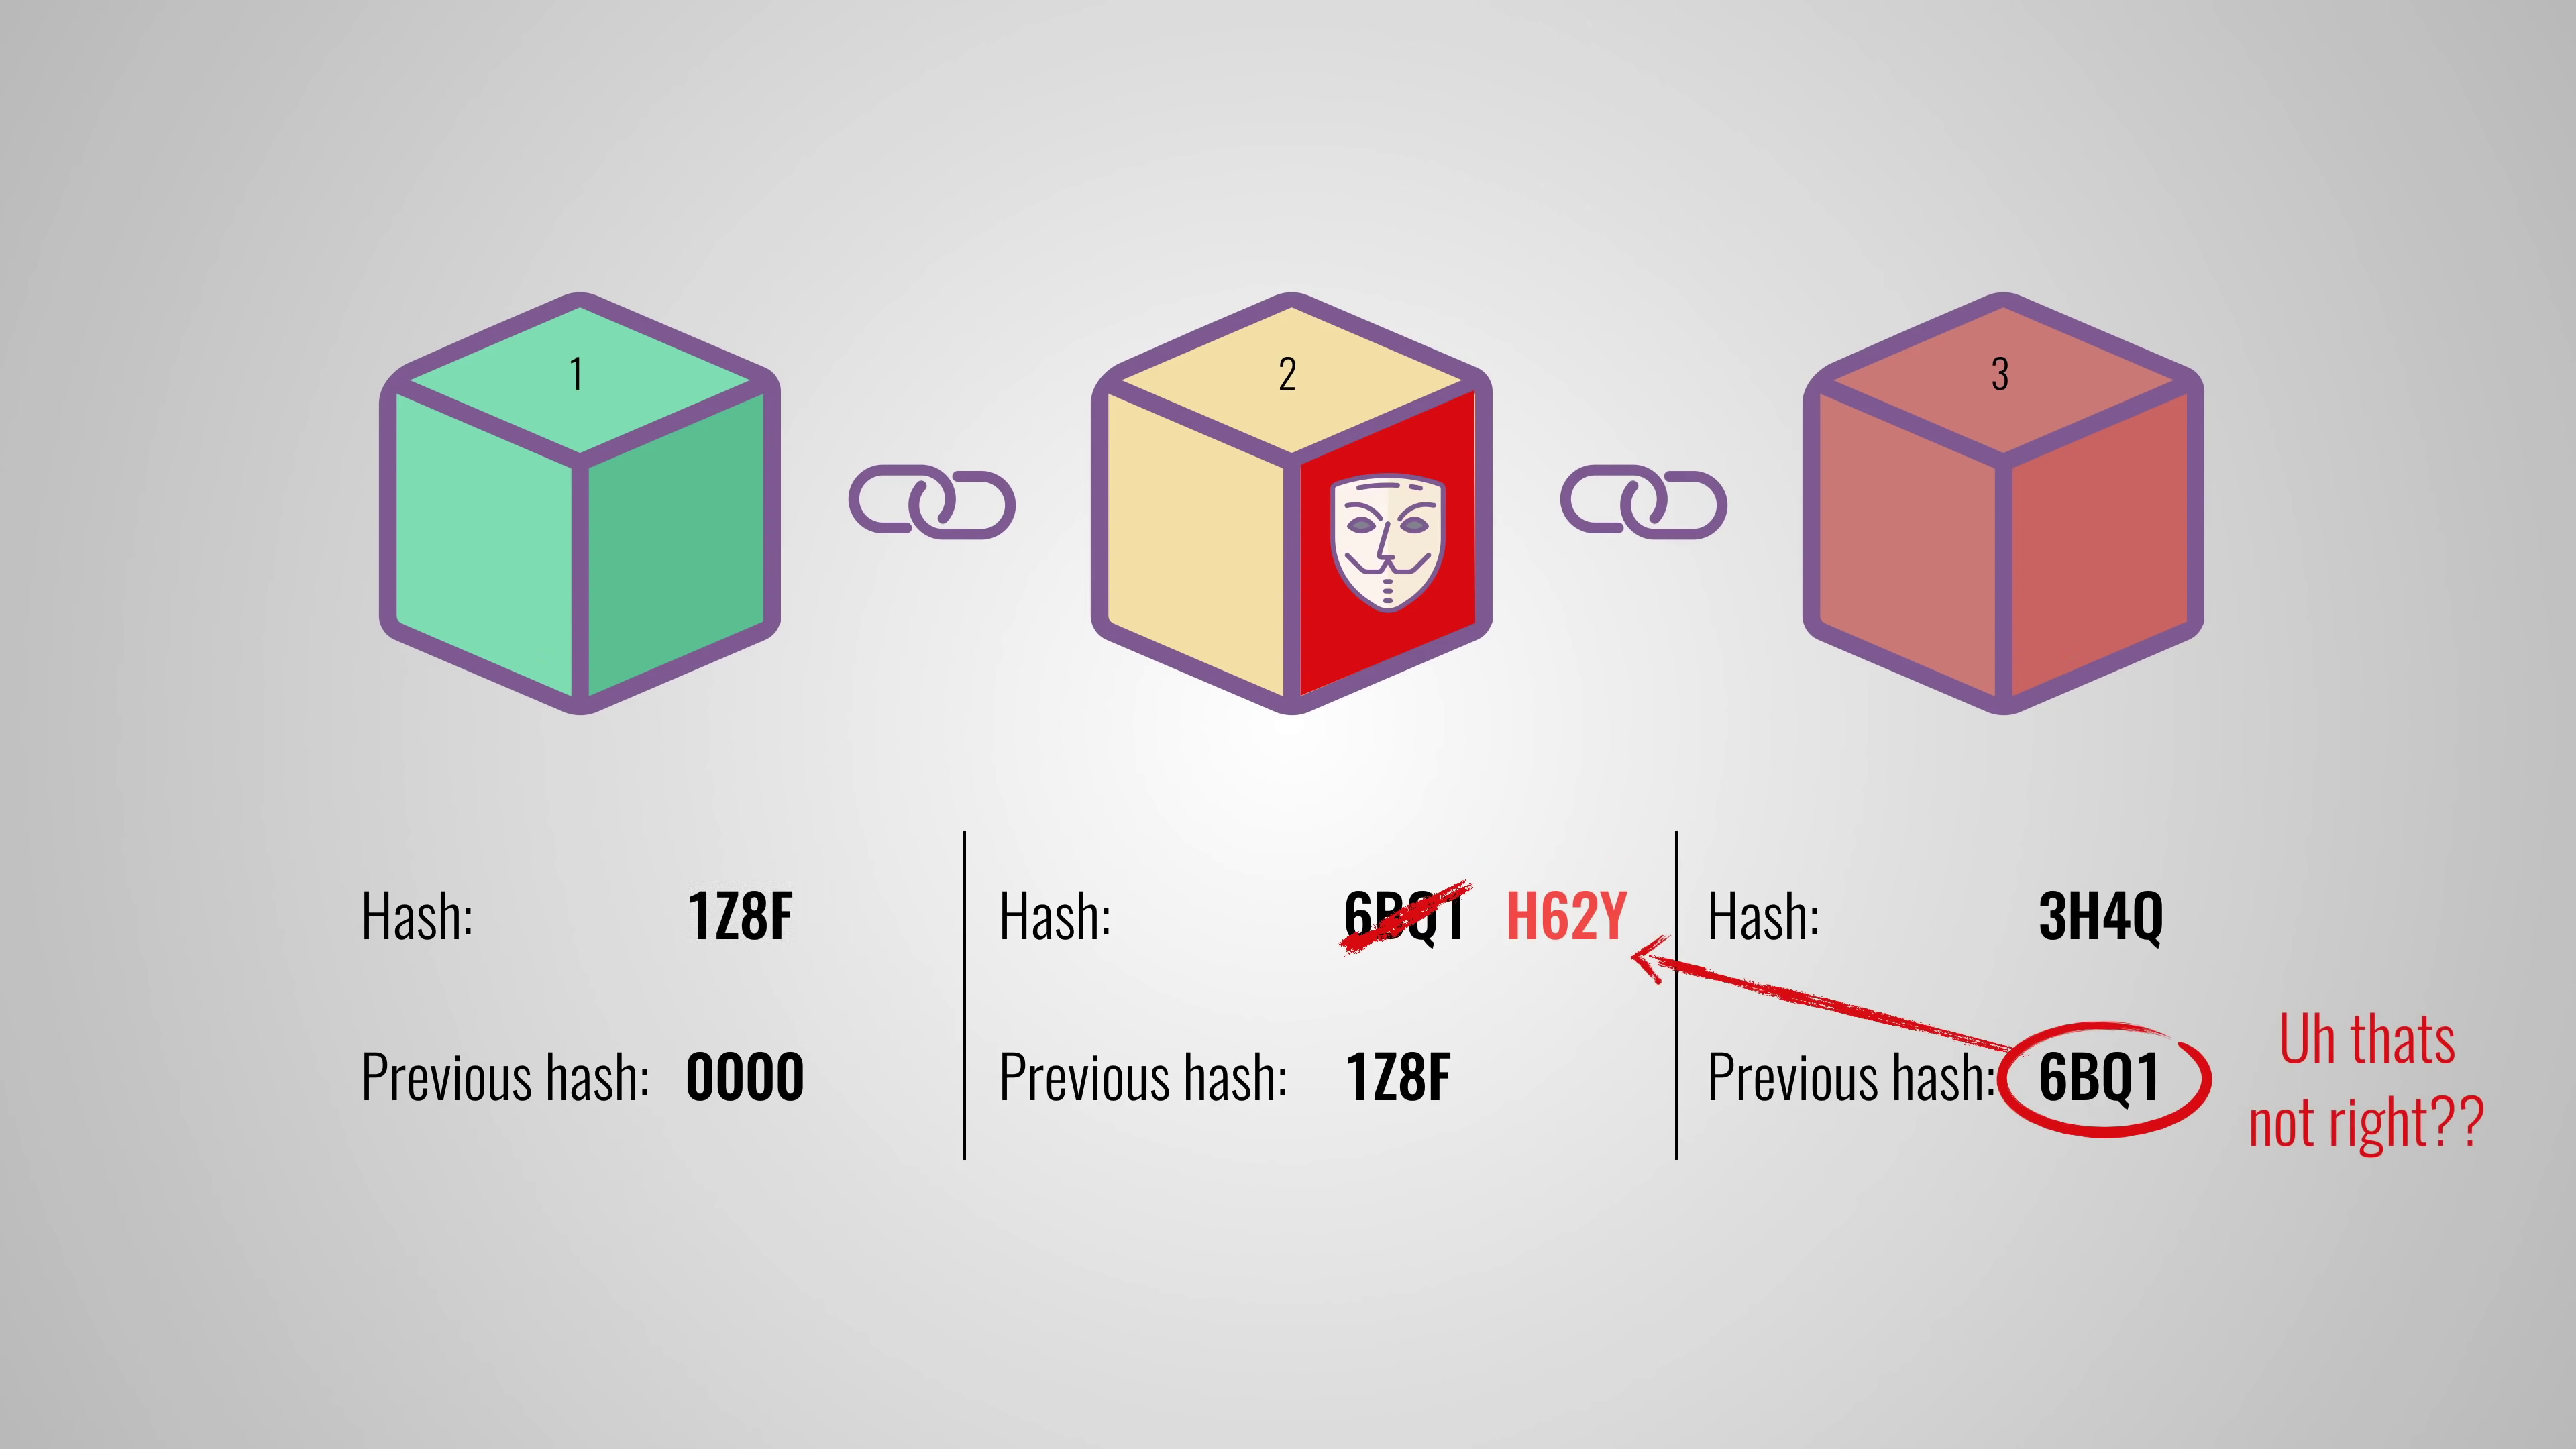 1
2
3
Hash: 1Z8F
Previous hash: 0000
Hash: 6BQ1 H62Y
Previous hash: 1Z8F
Hash: 3H4Q
Previous hash: 6BQ1
Uh thats
not right??